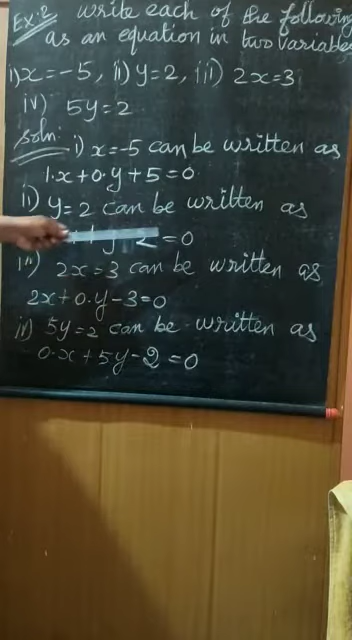 Ex:2 write each of the following
as an equation in two variables
i) x=-5, ii) y=2, iii) 2x=3
iv) 5y=2
Soln: i) x=-5 can be written as
1.x+0.y+5=0
ii) y=2 can be written as
y 2=0
iii) 2x=3 can be written as
2x+0.y-3=0
iv) 5y=2 can be written as
0.x+5y-2=0